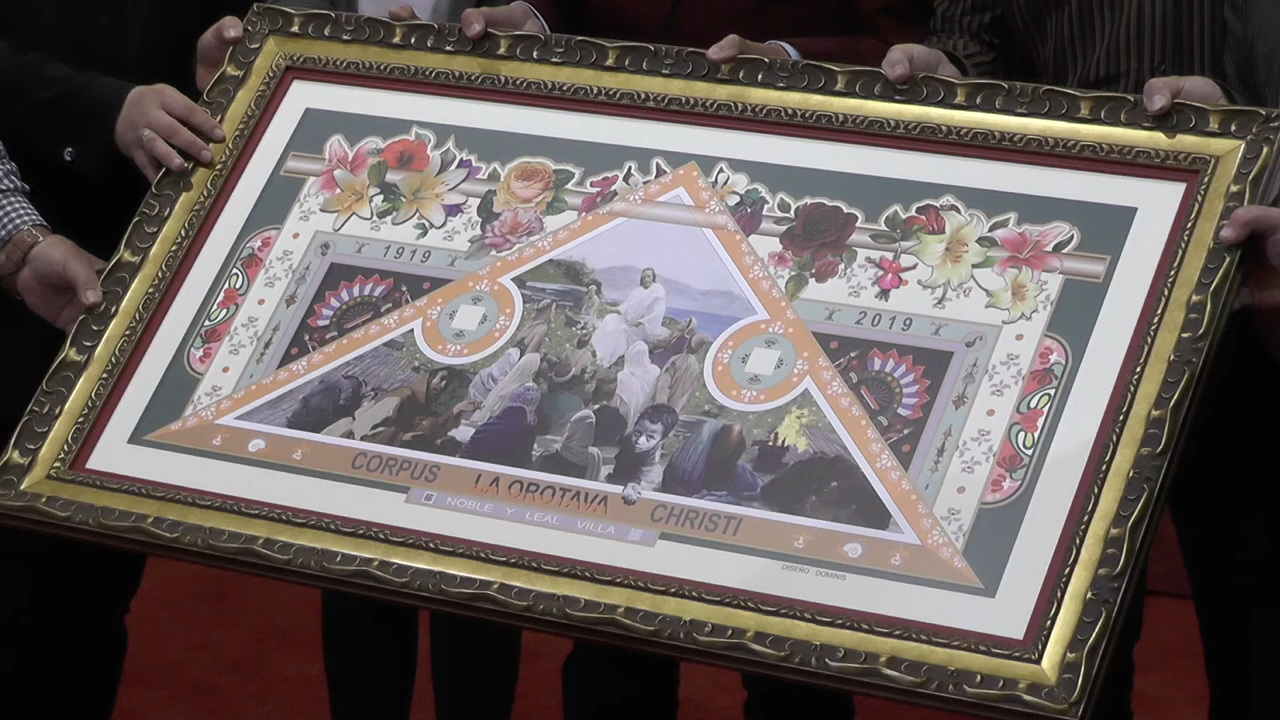 1919
2019
CORPUS LA OROTAVA CHRISTI
NOBLE Y LEAL VILLA
DISEÑO : DOMINIS